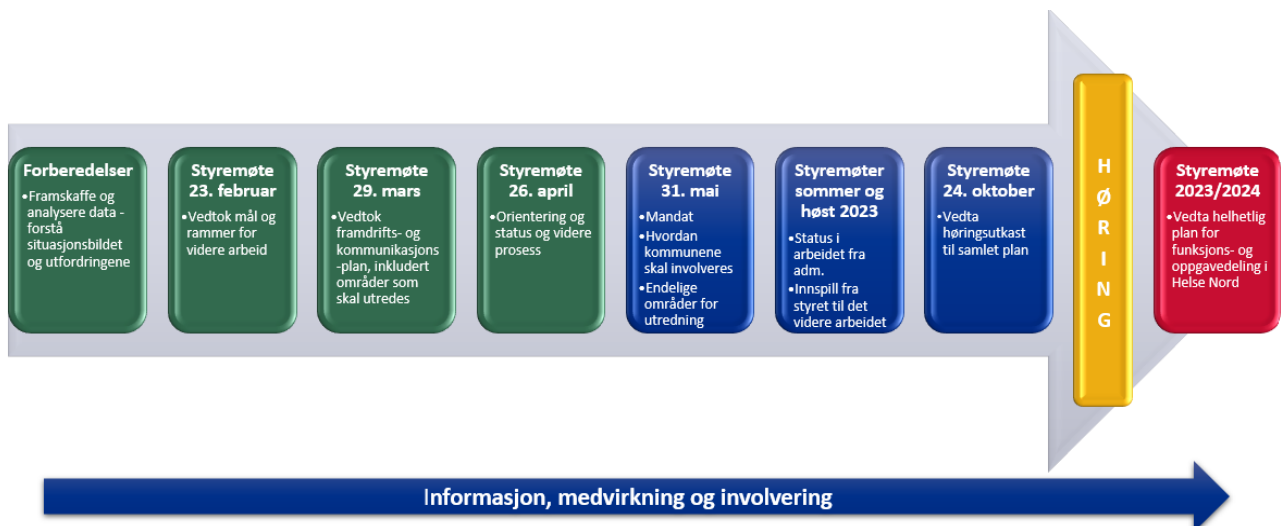 Forberedelser
•Framskaffe og
analysere data -
forstå
situasjonsbildet
og utfordringene
Styremøte
23. februar
•Vedtok mål og
rammer for
videre arbeid
Styremøte
29. mars
•Vedtok
framdrifts- og
kommunikasjons
-plan, inkludert
områder som
skal utredes
Styremøte
26. april
•Orientering og
status og videre
prosess
Styremøte
31. mai
•Mandat
•Hvordan
kommunene
skal involveres
•Endelige
områder for
utredning
Styremøter
sommer og
høst 2023
•Status i
arbeidet fra
adm.
•Innspill fra
styret til det
videre arbeidet
Styremøte
24. oktober
•Vedta
høringsutkast
til samlet plan
H
Ø
R
I
N
G
Styremøte
2023/2024
•Vedta helhetlig
plan for
funksjons- og
oppgavedeling i
Helse Nord
Informasjon, medvirkning og involvering